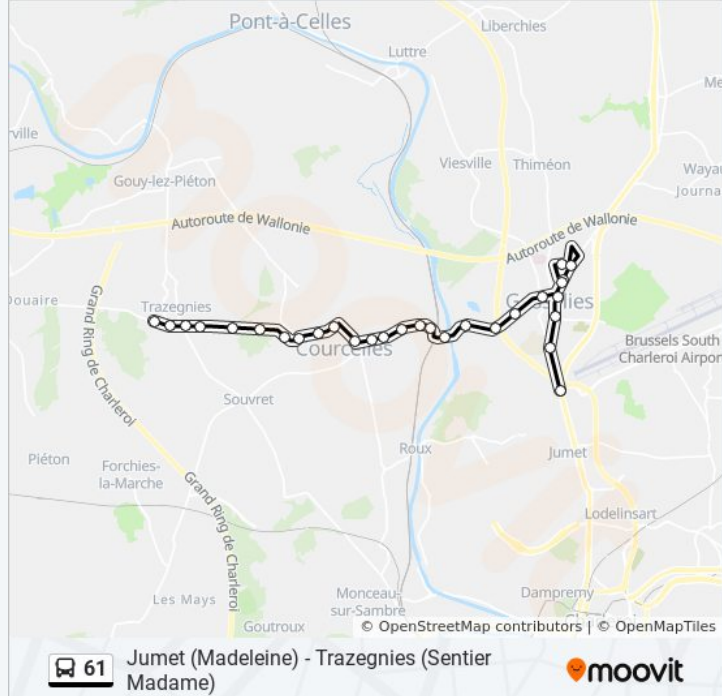 Pont-à-Celles
Liberchies
Luttre
Me
rville
Viesville
Thiméon
Wayau
Journa
Gouy-lez-Piéton
Autoroute de Wallonie
Autoroute de Wallonie
Douaire
Trazegnies
Gosselies
Grand Ring de Charleroi
Brussels South
Charleroi Airport
Courcelles
Souvret
Roux
Jumet
Piéton
Forchies-
la-Marche
Grand Ring de Charleroi
Lodelinsart
Les Mays
Monceau-
sur-Sambre
Dampremy
Goutroux
© OpenStreetMap contributors | © OpenMapTiles
61
Jumet (Madeleine) - Trazegnies (Sentier
Madame)
moovit